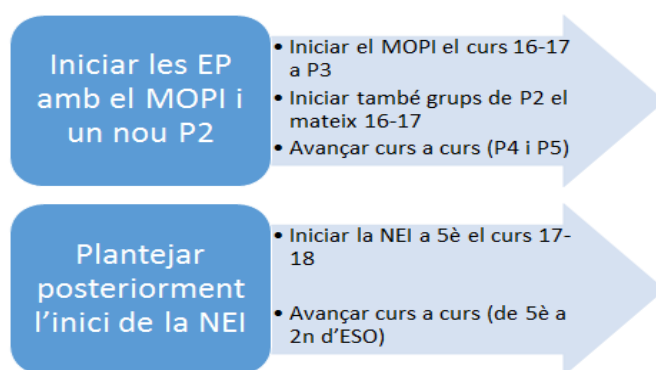 Iniciar les EP
amb el MOPI i
un nou P2
• Iniciar el MOPI el curs 16-17
a P3
• Iniciar també grups de P2 el
mateix 16-17
• Avançar curs a curs (P4 i P5)
Plantejar
posteriorment
l’inici de la NEI
• Iniciar la NEI a 5è el curs 17-
18
• Avançar curs a curs (de 5è a
2n d’ESO)